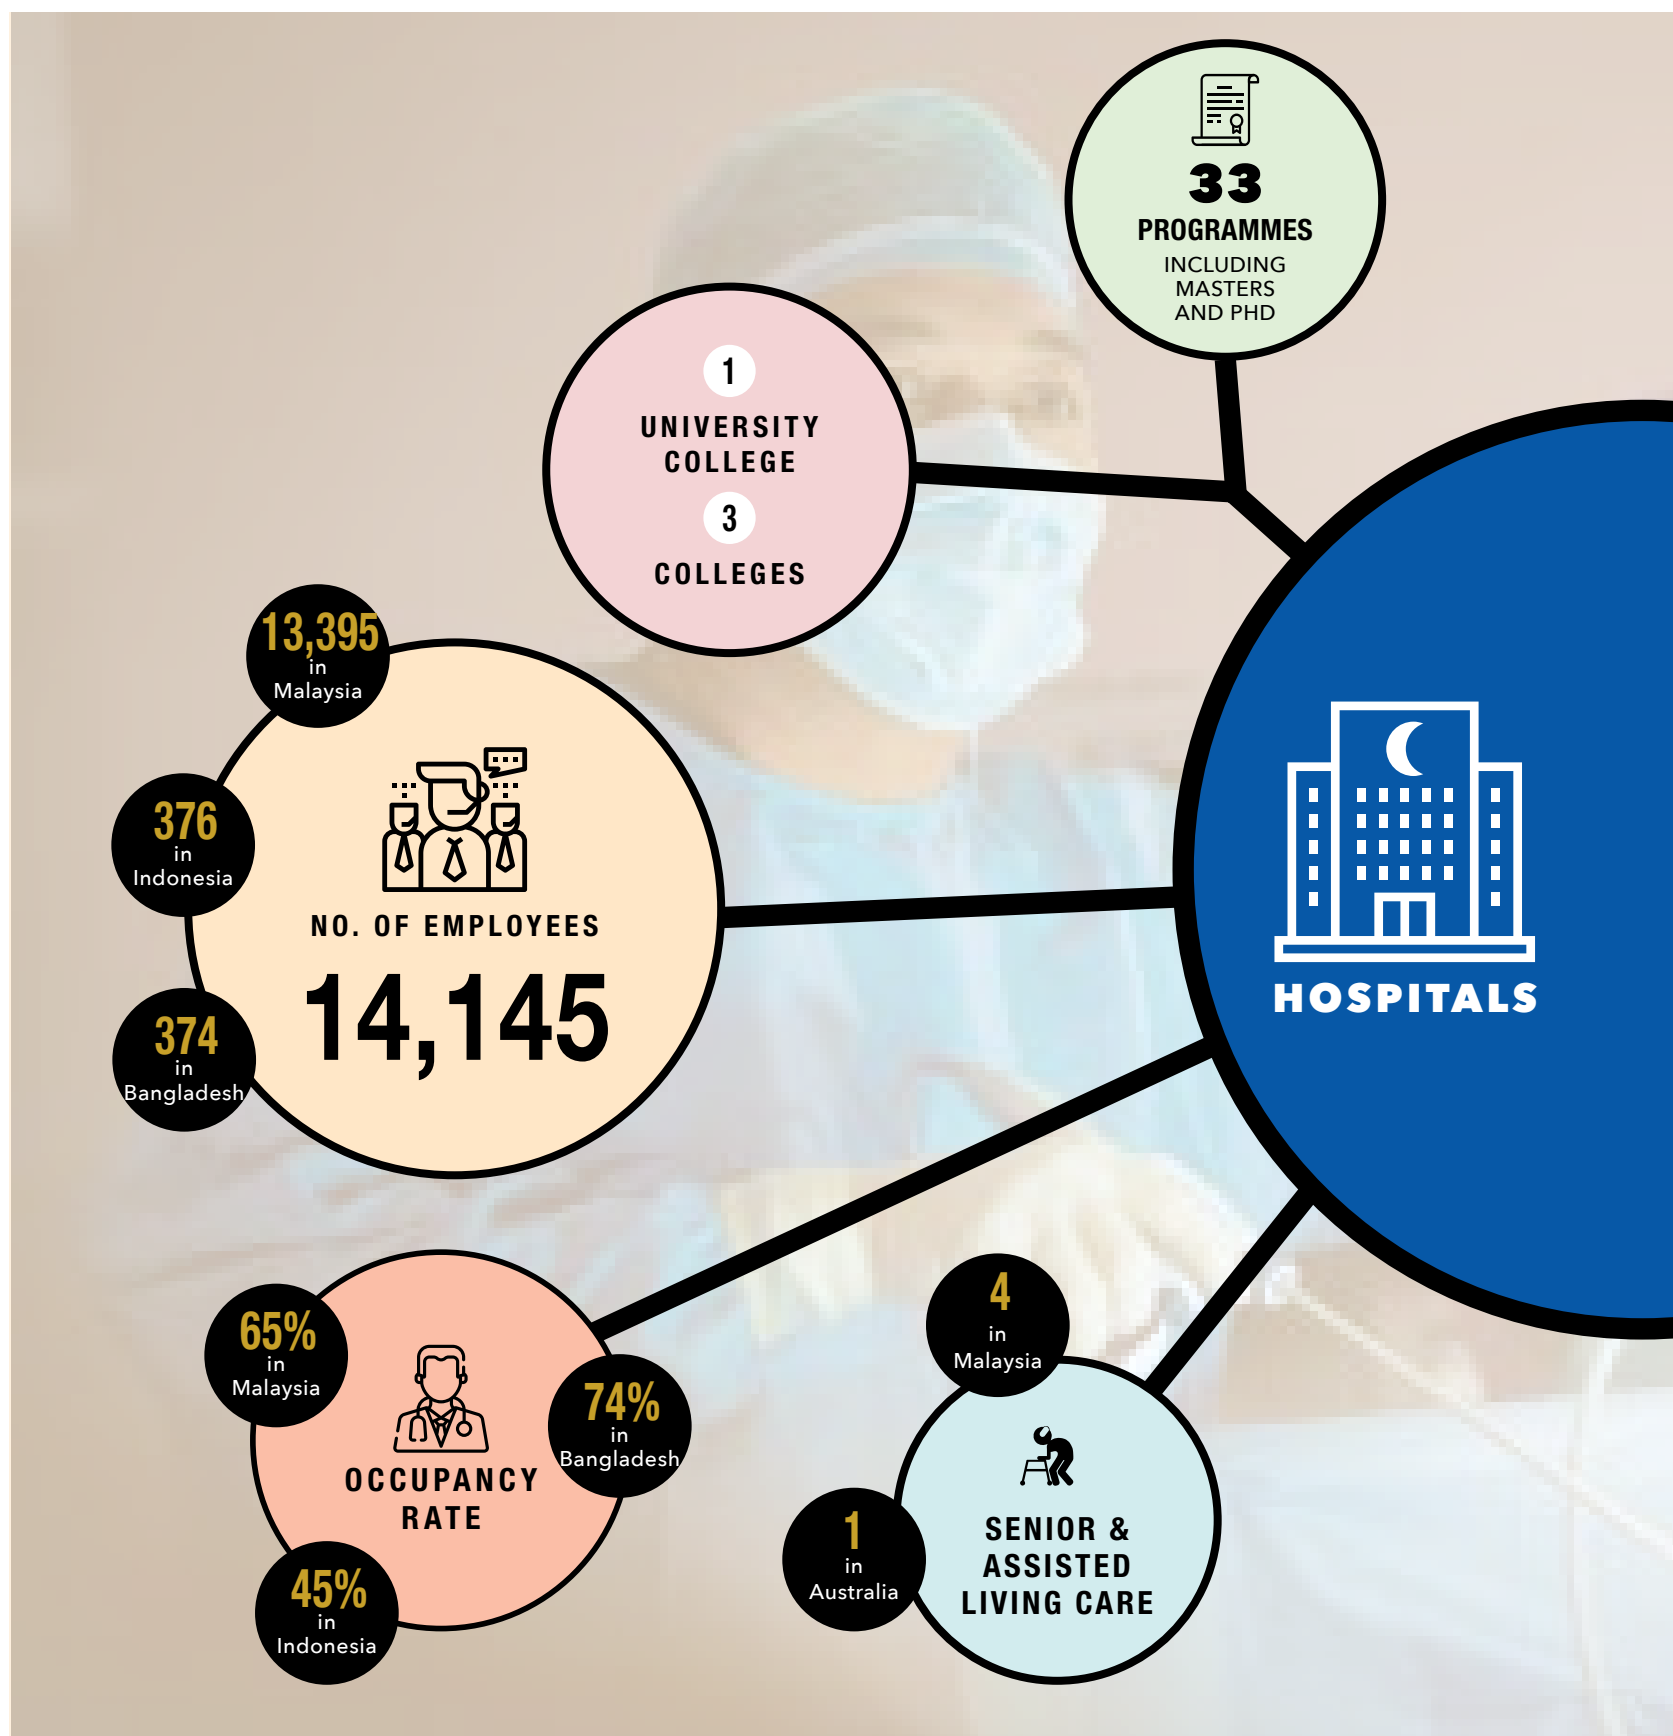 33
PROGRAMMES
INCLUDING
MASTERS
AND PHD
1
UNIVERSITY
COLLEGE
3
COLLEGES
13,395
in
Malaysia
376
in
Indonesia
374
in
Bangladesh
NO. OF EMPLOYEES
14,145
HOSPITALS
65%
in
Malaysia
74%
in
Bangladesh
45%
in
Indonesia
OCCUPANCY
RATE
4
in
Malaysia
1
in
Australia
SENIOR &
ASSISTED
LIVING CARE